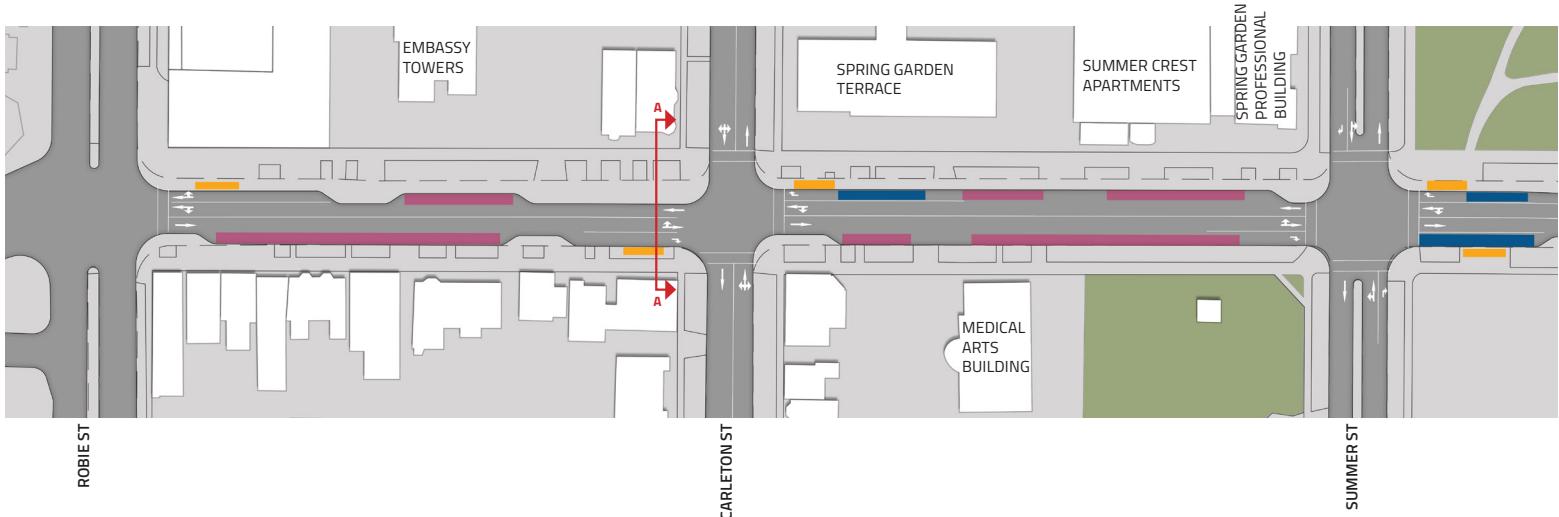 EMBASSY
TOWERS
SPRING GARDEN
TERRACE
SUMMER CREST
APARTMENTS
SPRING GARDEN
PROFESSIONAL
BUILDING
A
A
MEDICAL
ARTS
BUILDING
ROBIE ST
CARLETON ST
SUMMER ST